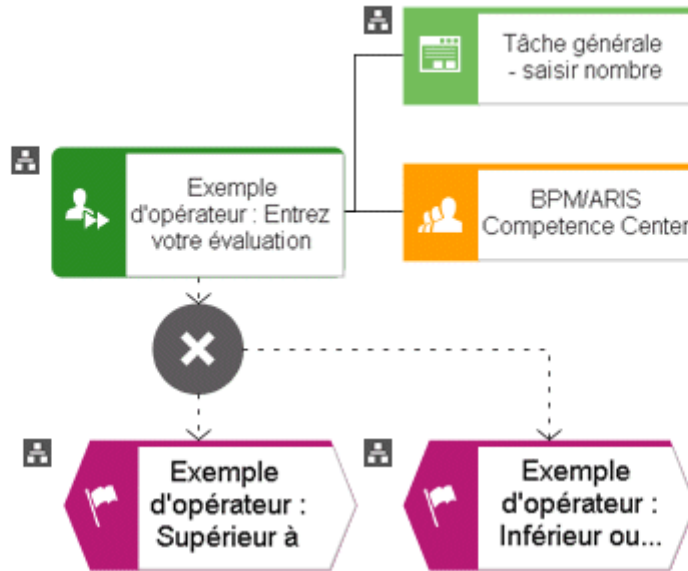 Tâche générale
- saisir nombre
Exemple
d'opérateur : Entrez
votre évaluation
BPM/ARIS
Competence Center
Exemple
d'opérateur :
Supérieur à
Exemple
d'opérateur :
Inférieur ou...